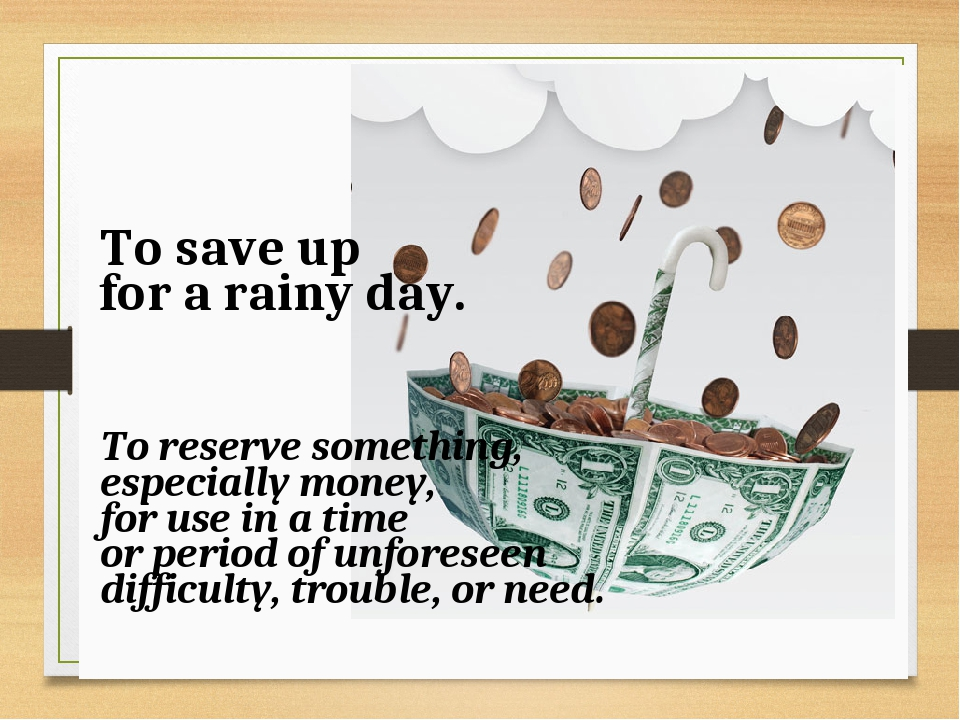 To save up
for a rainy day.
To reserve something,
especially money,
for use in a time
or period of unforeseen
difficulty, trouble, or need.